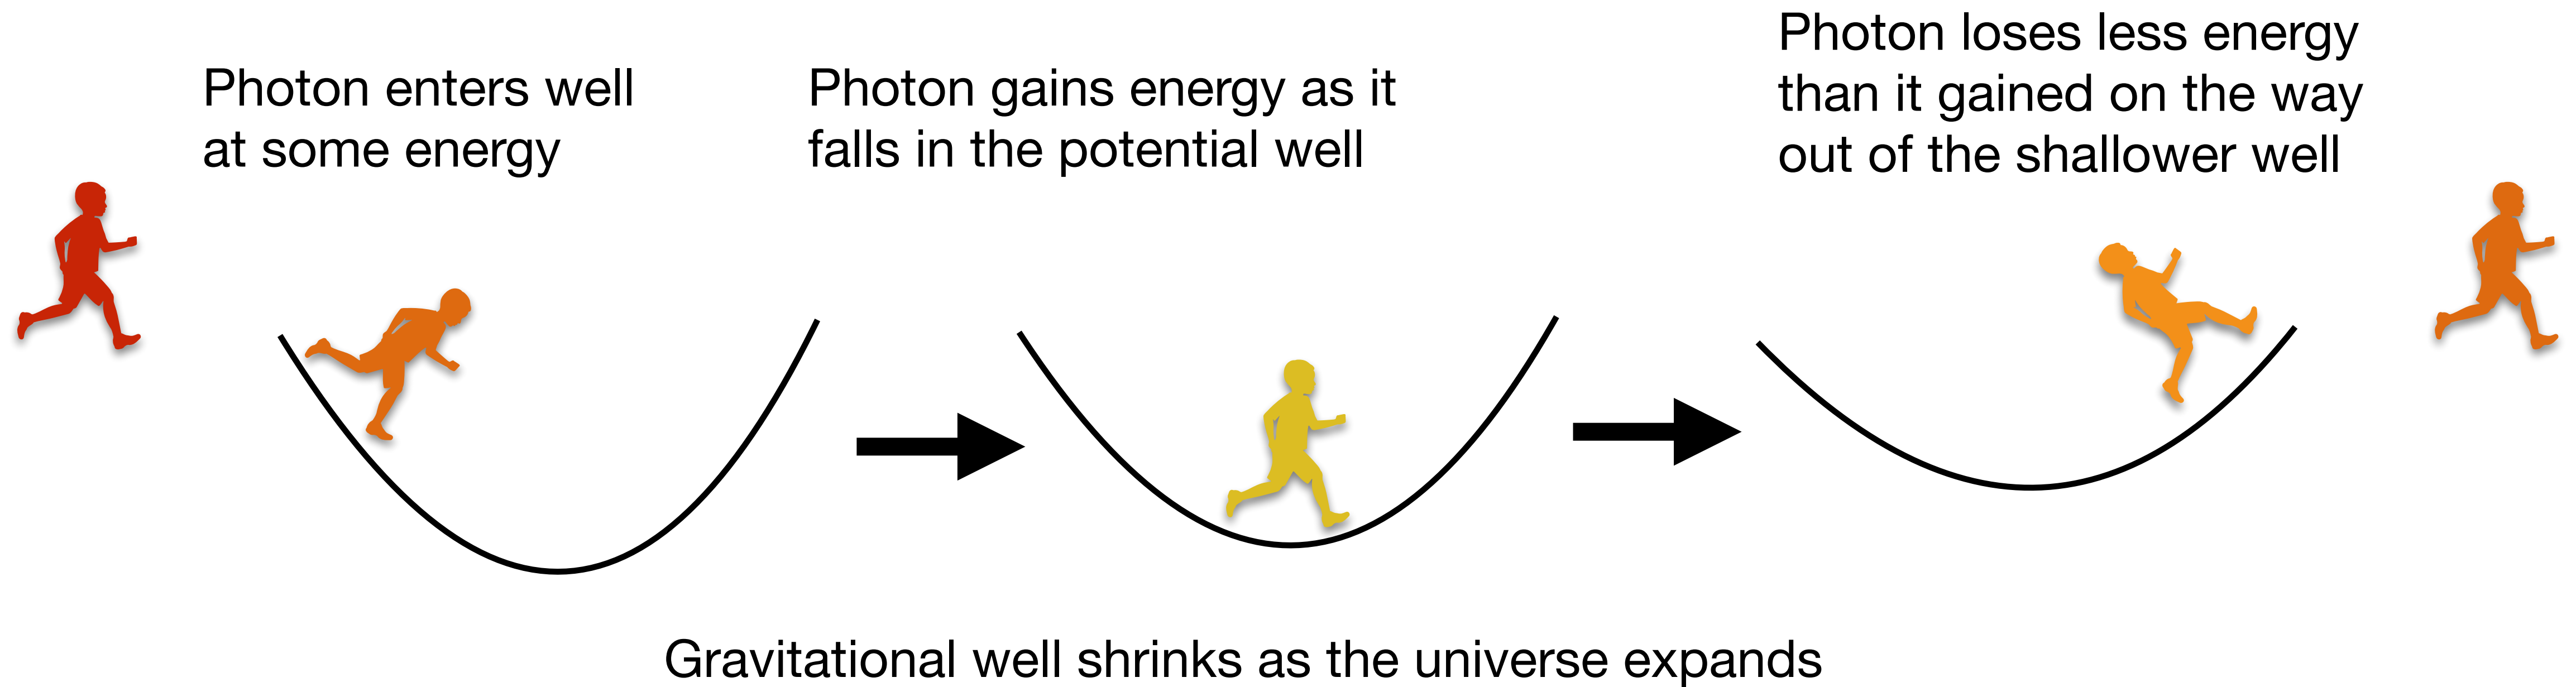 Photon enters well
at some energy
Photon gains energy as it
falls in the potential well
Photon loses less energy
than it gained on the way
out of the shallower well
Gravitational well shrinks as the universe expands